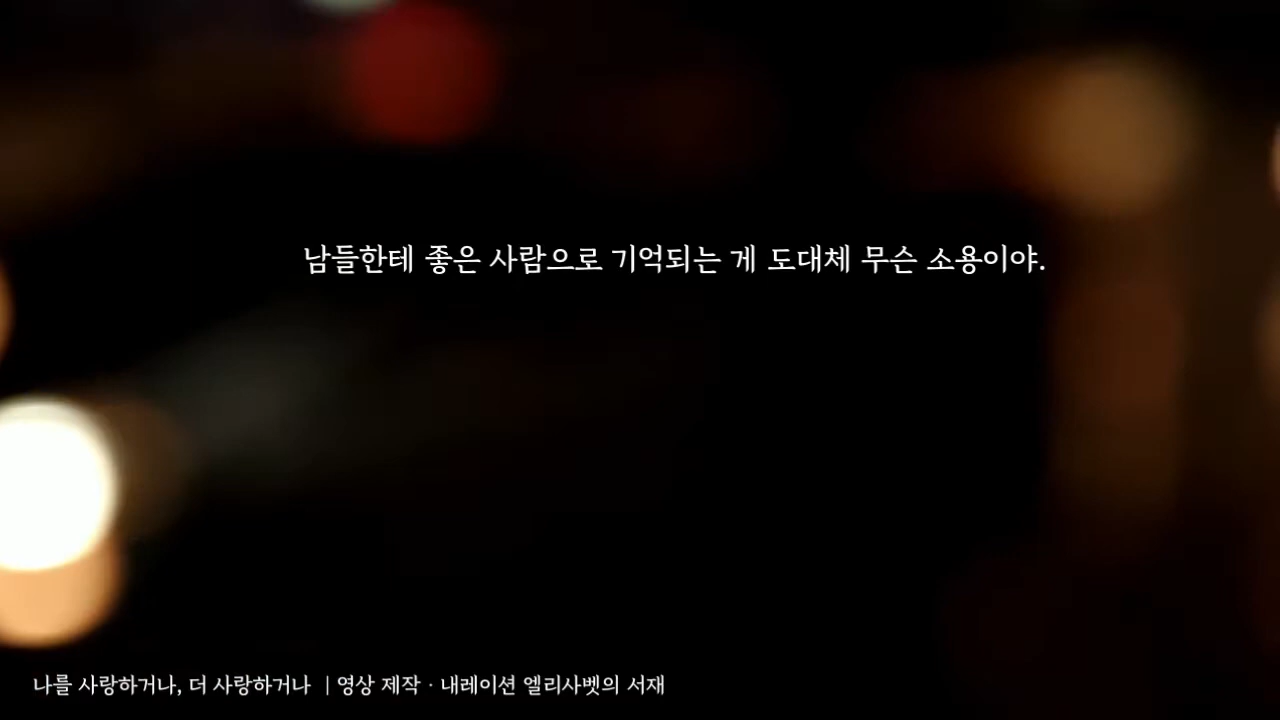 남들한테 좋은 사람으로 기억되는 게 도대체 무슨 소용이야.
나를 사랑하거나, 더 사랑하거나 | 영상 제작 · 내레이션 엘리사벳의 서재